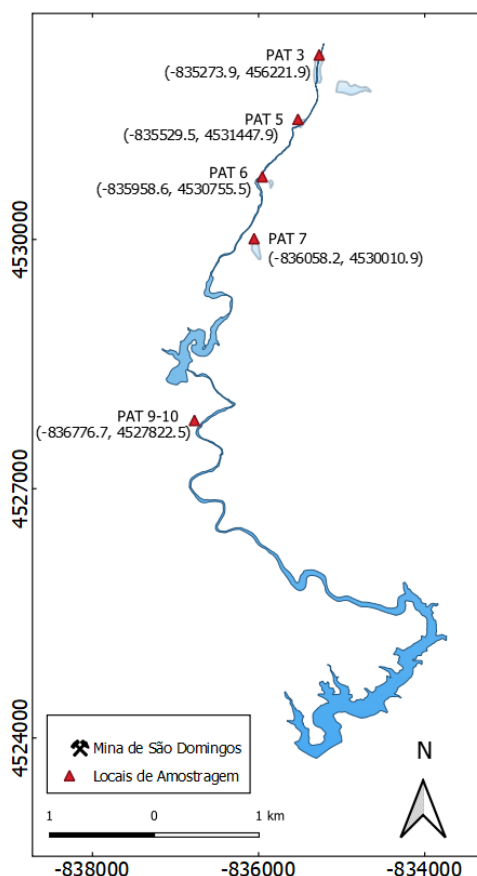 PAT 3
(-835273.9, 456221.9)
PAT 5
(-835529.5, 4531447.9)
PAT 6
(-835958.6, 4530755.5)
4530000
PAT 7
(-836058.2, 4530010.9)
PAT 9-10
(-836776.7, 4527822.5)
4527000
4524000
Mina de São Domingos
Locais de Amostragem
1 0 1 km
N
-838000 -836000 -834000